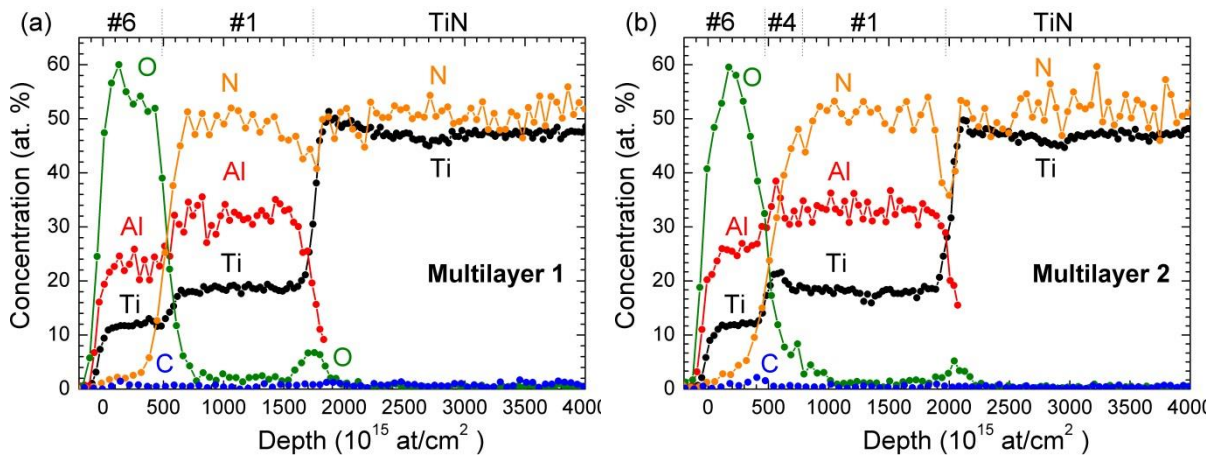 (a) #6 #1 TiN
60
50
40
30
20
10
0
Concentration (at. %)
O
N
N
Al
Al
Ti
Ti
Ti
C
O
Multilayer 1
0 500 1000 1500 2000 2500 3000 3500 4000
Depth (10¹⁵ at/cm² )
(b) #6 #4 #1 TiN
60
50
40
30
20
10
0
Concentration (at. %)
O
N
N
Al
Al
Ti
Ti
Ti
C
Multilayer 2
0 500 1000 1500 2000 2500 3000 3500 4000
Depth (10¹⁵ at/cm² )